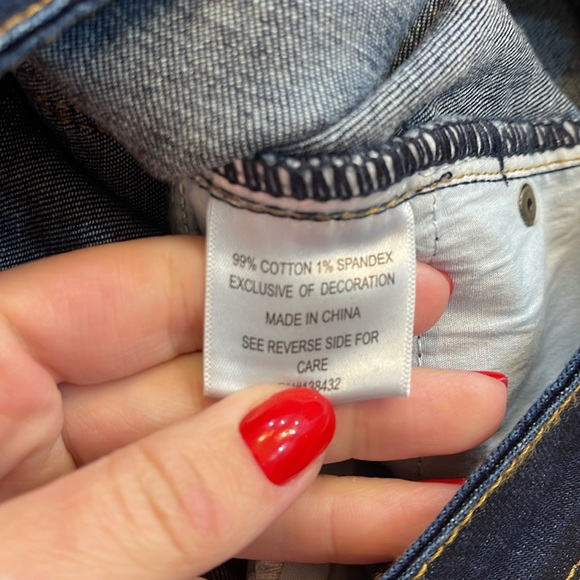 99% COTTON 1% SPANDEX
EXCLUSIVE OF DECORATION
MADE IN CHINA
SEE REVERSE SIDE FOR
CARE